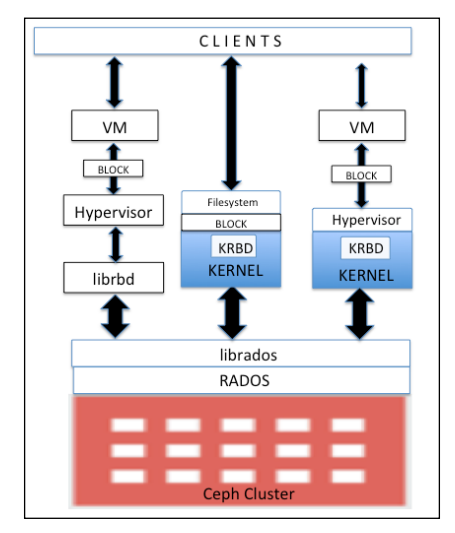 CLIENTS
VM
VM
BLOCK
BLOCK
Hypervisor
Filesystem
BLOCK
Hypervisor
KRBD
KRBD
librbd
KERNEL
KERNEL
librados
RADOS
Ceph Cluster